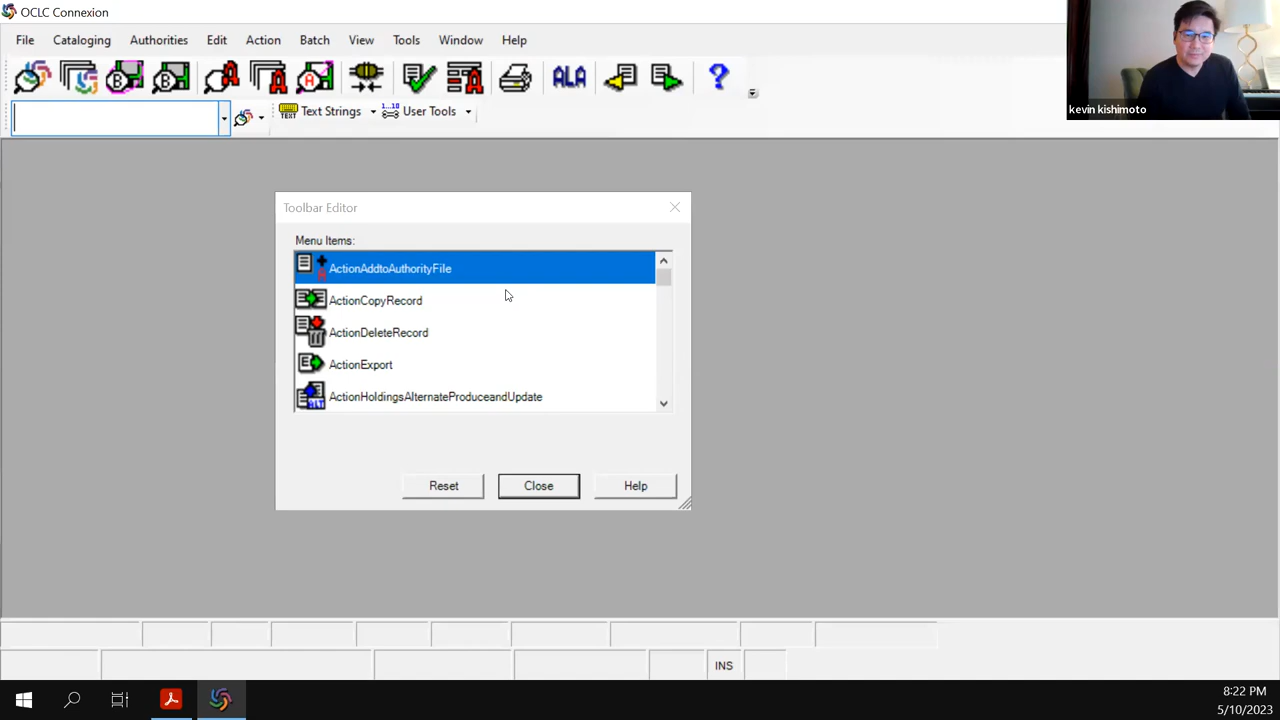 OCLC Connexion
File Cataloging Authorities Edit Action Batch View Tools Window Help
B B A A ALA ?
Text Strings User Tools
kevin kishimoto
Toolbar Editor
Menu Items:
ActionAddtoAuthorityFile
ActionCopyRecord
ActionDeleteRecord
ActionExport
ActionHoldingsAlternateProduceandUpdate
Reset Close Help
INS
8:22 PM
5/10/2023